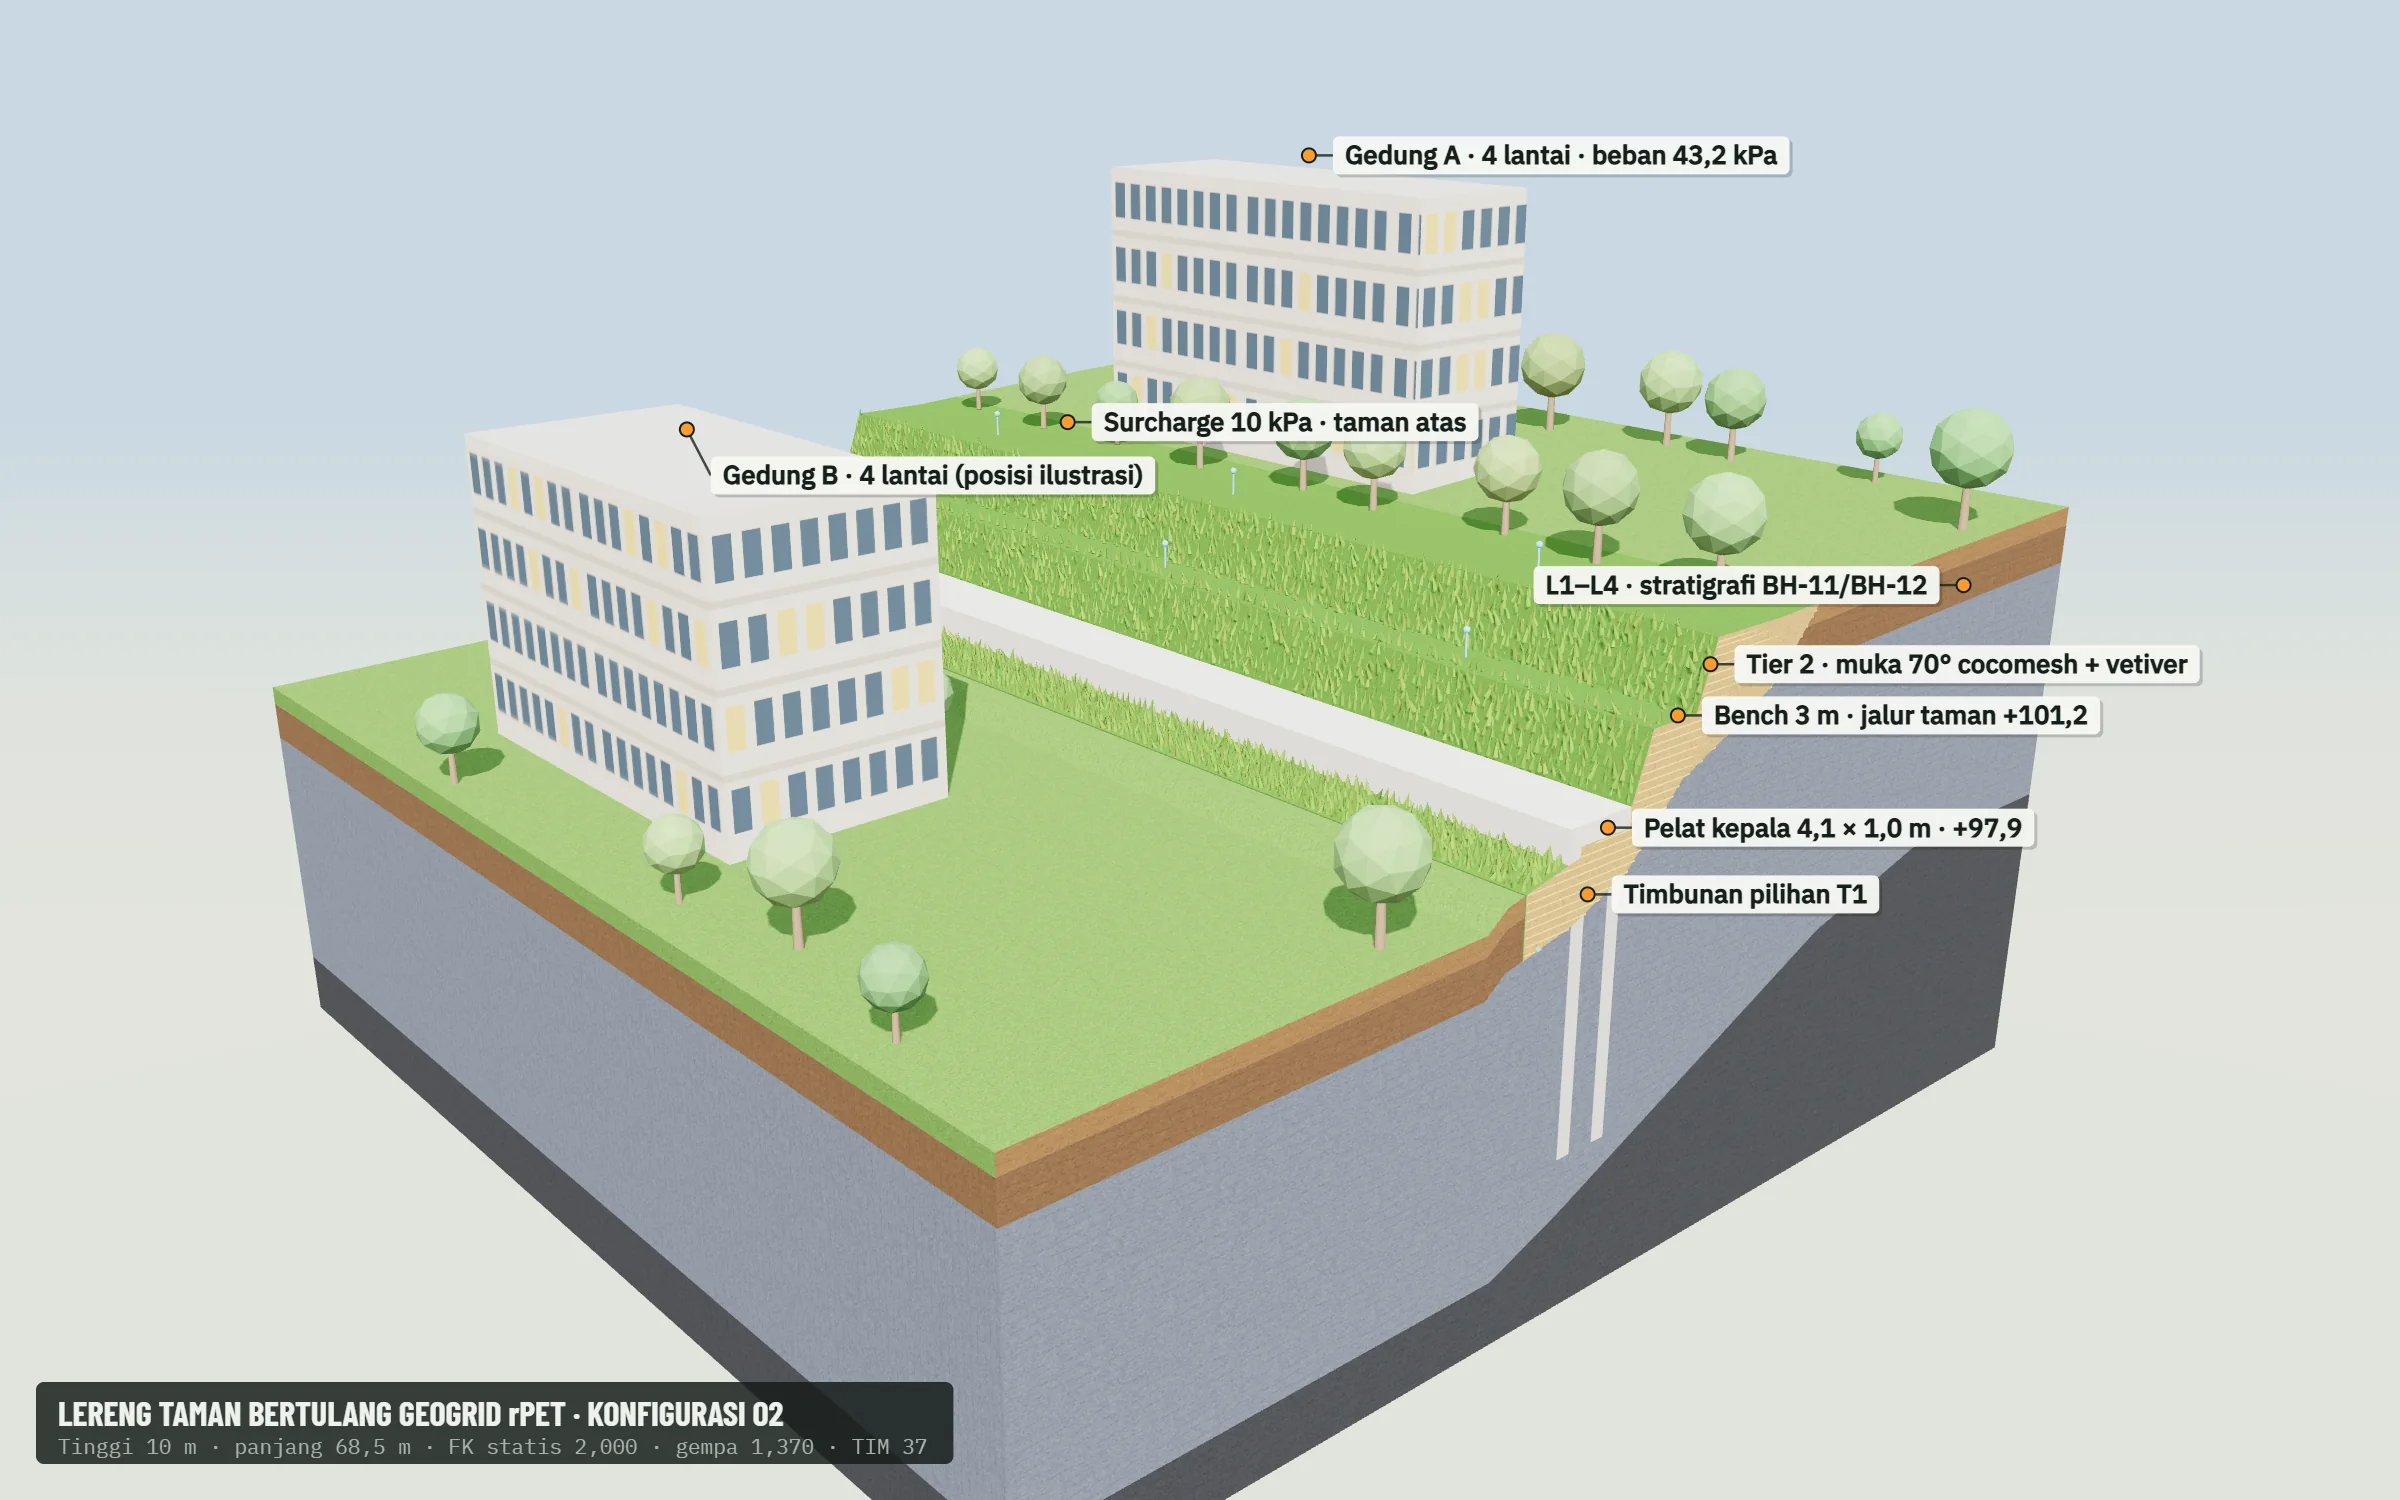 Gedung A · 4 lantai · beban 43,2 kPa
Surcharge 10 kPa · taman atas
Gedung B · 4 lantai (posisi ilustrasi)
L1–L4 · stratigrafi BH-11/BH-12
Tier 2 · muka 70° cocomesh + vetiver
Bench 3 m · jalur taman +101,2
Pelat kepala 4,1 × 1,0 m · +97,9
Timbunan pilihan T1
LERENG TAMAN BERTULANG GEOGRID rPET · KONFIGURASI 02
Tinggi 10 m · panjang 68,5 m · FK statis 2,000 · gempa 1,370 · TIM 37